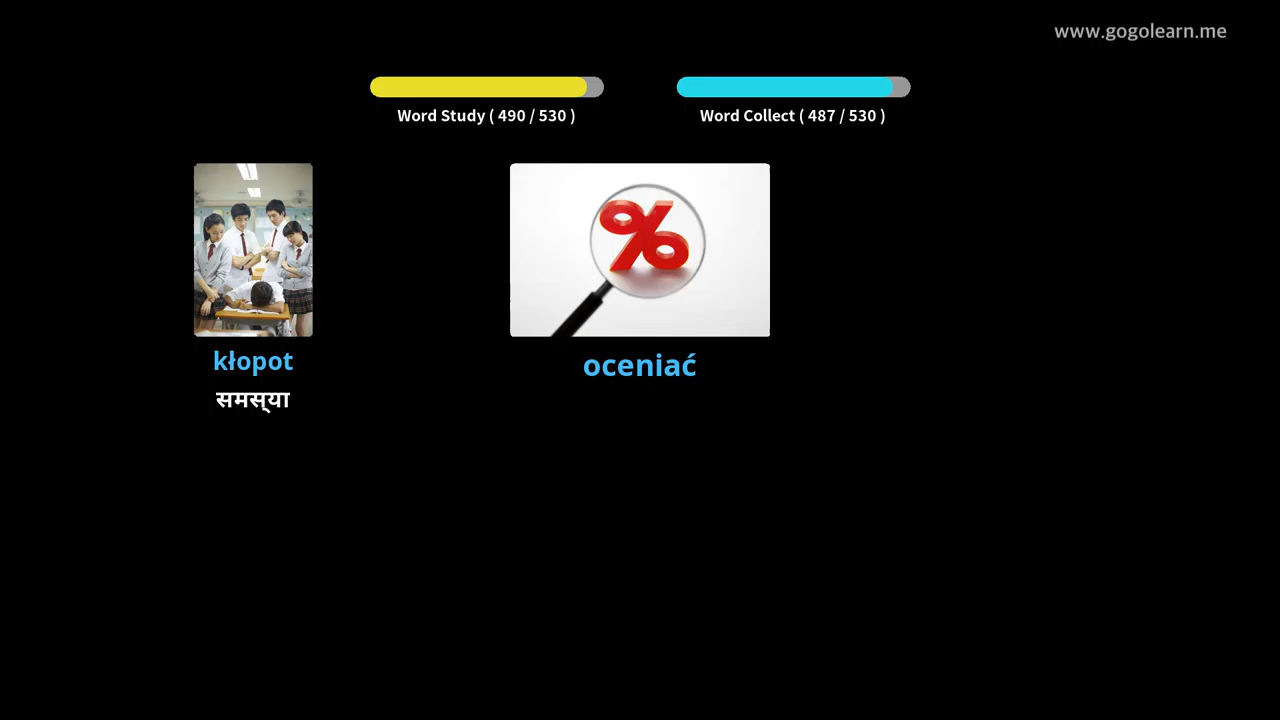 www.gogolearn.me
Word Study ( 490 / 530 )
Word Collect ( 487 / 530 )
%
kłopot
समस्या
oceniać